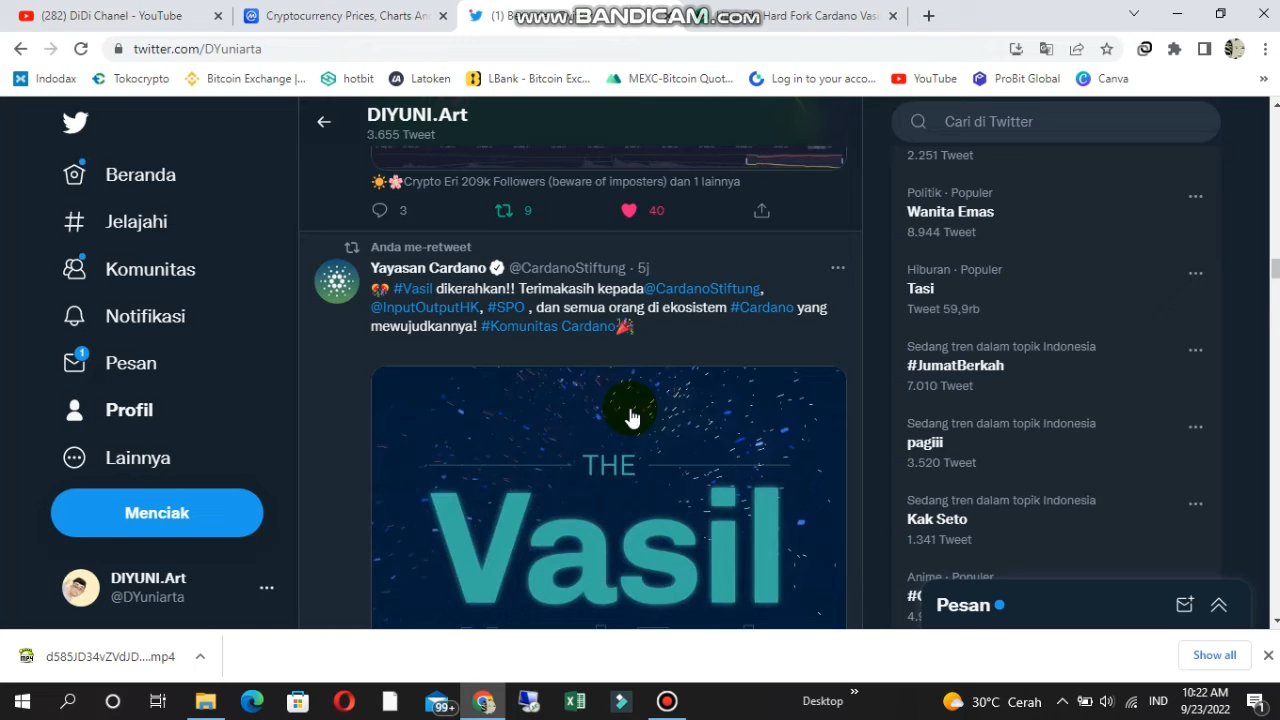 (282) DiDi Channel - YouTube
Cryptocurrency Prices, Charts An
www.BANDICAM.com
Hard Fork Cardano Vas
twitter.com/DYuniarta
Indodax
Tokocrypto
Bitcoin Exchange |...
hotbit
Latoken
LBank - Bitcoin Exc...
MEXC-Bitcoin Quot...
Log in to your acco...
YouTube
ProBit Global
Canva
Beranda
Jelajahi
Komunitas
Notifikasi
1
Pesan
Profil
Lainnya
Menciak
DIYUNI.Art
@DYuniarta
DIYUNI.Art
3.655 Tweet
Crypto Eri 209k Followers (beware of imposters) dan 1 lainnya
3 9 40
Anda me-retweet
Yayasan Cardano @CardanoStiftung · 5j
#Vasil dikerahkan!! Terimakasih kepada@CardanoStiftung,
@InputOutputHK, #SPO , dan semua orang di ekosistem #Cardano yang
mewujudkannya! #Komunitas Cardano
THE
Vasil
Cari di Twitter
2.251 Tweet
Politik · Populer
Wanita Emas
8.944 Tweet
Hiburan · Populer
Tasi
Tweet 59,9rb
Sedang tren dalam topik Indonesia
#JumatBerkah
7.010 Tweet
Sedang tren dalam topik Indonesia
pagiii
3.520 Tweet
Sedang tren dalam topik Indonesia
Kak Seto
1.341 Tweet
Anime · Populer
Pesan
d585JD34vZVdJD....mp4
Show all
99+
Desktop
30°C Cerah
IND
10:22 AM
9/23/2022
1